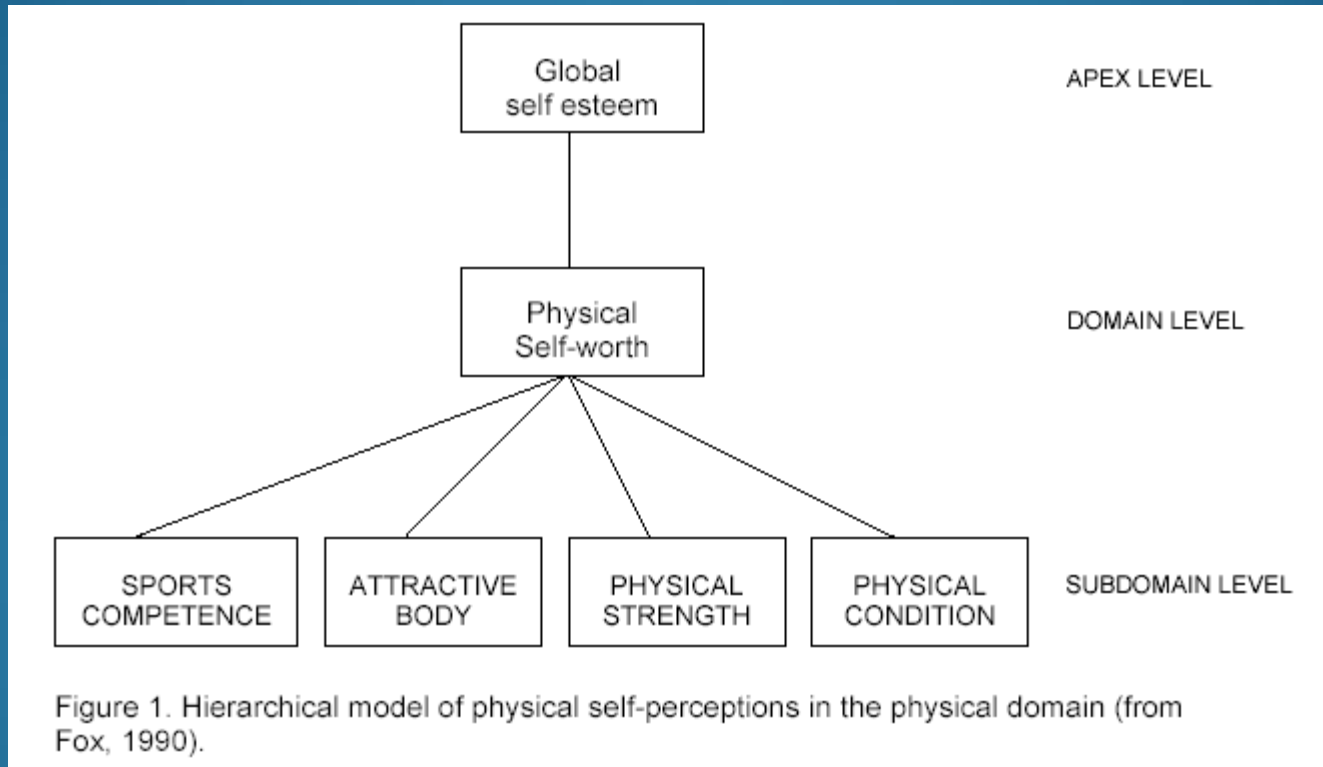 Global
self esteem
APEX LEVEL
Physical
Self-worth
DOMAIN LEVEL
SPORTS
COMPETENCE
ATTRACTIVE
BODY
PHYSICAL
STRENGTH
PHYSICAL
CONDITION
SUBDOMAIN LEVEL
Figure 1. Hierarchical model of physical self-perceptions in the physical domain (from
Fox, 1990).